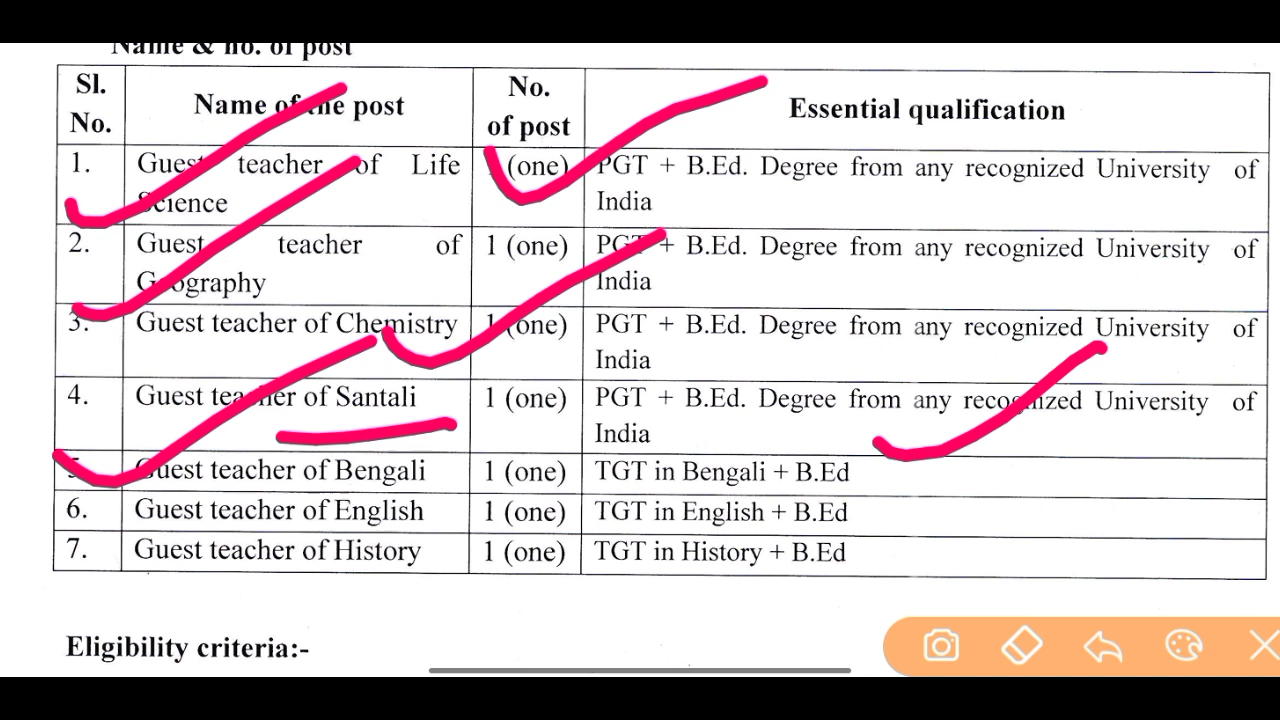 Name & no. of post
Sl. No. Name of the post No. of post Essential qualification
1. Guest teacher of Life Science 1 (one) PGT + B.Ed. Degree from any recognized University of India
2. Guest teacher of Geography 1 (one) PGT + B.Ed. Degree from any recognized University of India
3. Guest teacher of Chemistry 1 (one) PGT + B.Ed. Degree from any recognized University of India
4. Guest teacher of Santali 1 (one) PGT + B.Ed. Degree from any recognized University of India
5. Guest teacher of Bengali 1 (one) TGT in Bengali + B.Ed
6. Guest teacher of English 1 (one) TGT in English + B.Ed
7. Guest teacher of History 1 (one) TGT in History + B.Ed
Eligibility criteria:-